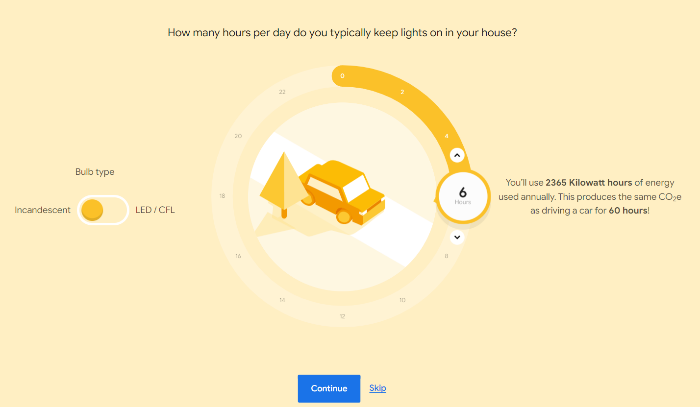 How many hours per day do you typically keep lights on in your house?
0
2
4
6
Hours
8
10
12
14
16
18
20
22
Bulb type
Incandescent
LED / CFL
You'll use 2365 Kilowatt hours of energy
used annually. This produces the same CO₂e
as driving a car for 60 hours!
Continue
Skip